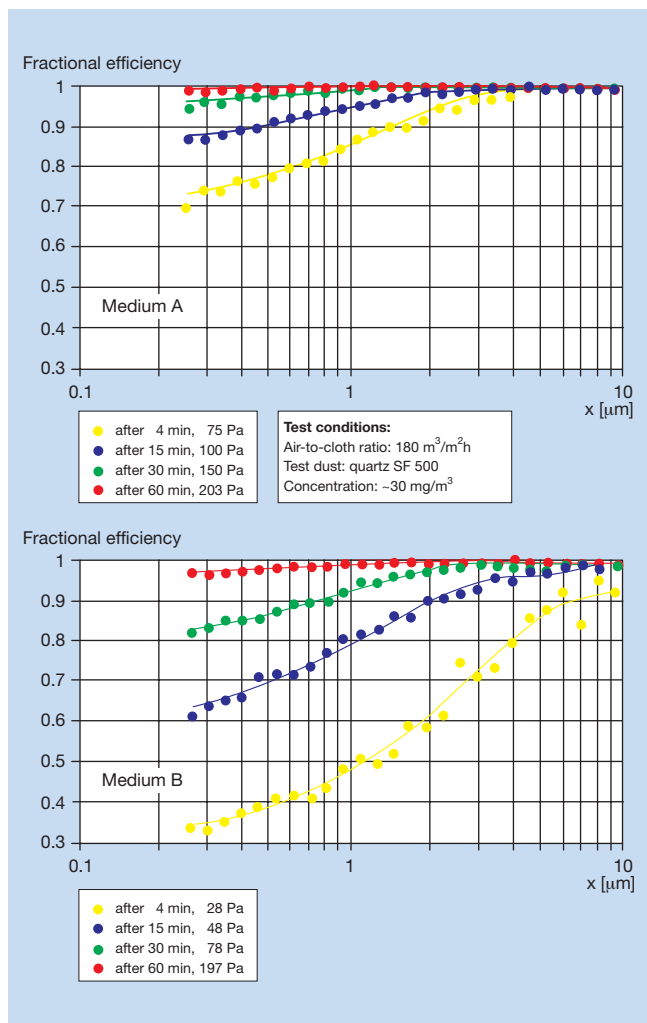 Fractional efficiency
1
0.9
0.8
0.7
0.6
0.5
0.4
0.3
Medium A
0.1
1
10
x [µm]
after 4 min, 75 Pa
after 15 min, 100 Pa
after 30 min, 150 Pa
after 60 min, 203 Pa
Test conditions:
Air-to-cloth ratio: 180 m³/m²h
Test dust: quartz SF 500
Concentration: ~30 mg/m³
Fractional efficiency
1
0.9
0.8
0.7
0.6
0.5
0.4
0.3
Medium B
0.1
1
10
x [µm]
after 4 min, 28 Pa
after 15 min, 48 Pa
after 30 min, 78 Pa
after 60 min, 197 Pa